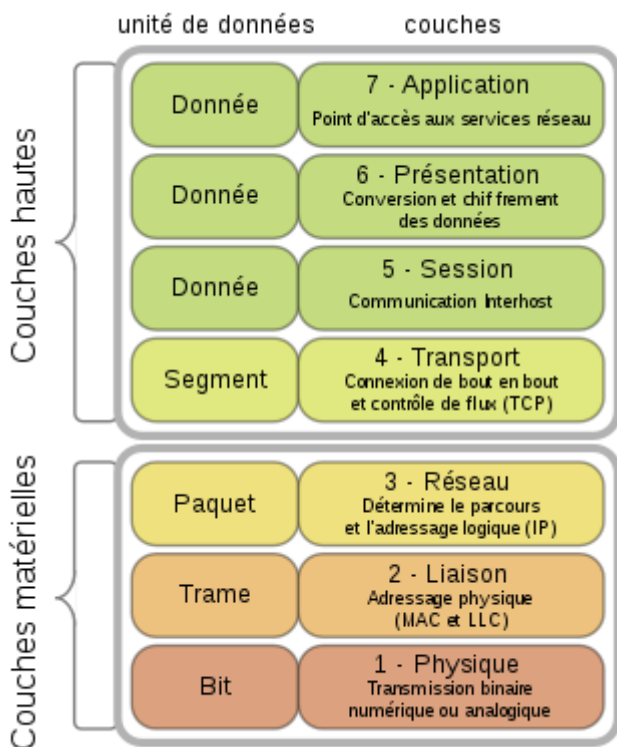 unité de données
couches
Couches hautes
Donnée
7 - Application
Point d'accès aux services réseau
Donnée
6 - Présentation
Conversion et chiffrement
des données
Donnée
5 - Session
Communication Interhost
Segment
4 - Transport
Connexion de bout en bout
et contrôle de flux (TCP)
Couches matérielles
Paquet
3 - Réseau
Détermine le parcours
et l'adressage logique (IP)
Trame
2 - Liaison
Adressage physique
(MAC et LLC)
Bit
1 - Physique
Transmission binaire
numérique ou analogique